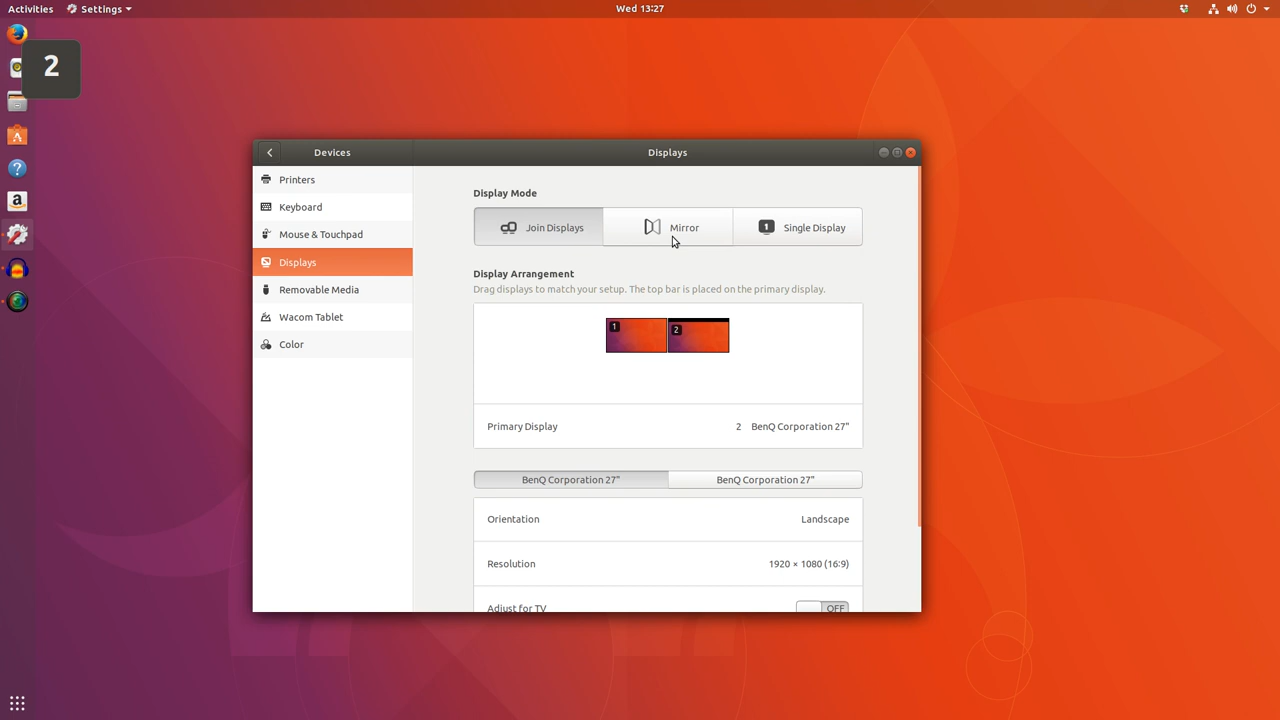 Activities
Settings
Wed 13:27
2
Devices
Displays
Printers
Keyboard
Mouse & Touchpad
Displays
Removable Media
Wacom Tablet
Color
Display Mode
Join Displays
Mirror
1
Single Display
Display Arrangement
Drag displays to match your setup. The top bar is placed on the primary display.
1
2
Primary Display
2 BenQ Corporation 27"
BenQ Corporation 27"
BenQ Corporation 27"
Orientation
Landscape
Resolution
1920 × 1080 (16:9)
Adjust for TV
OFF